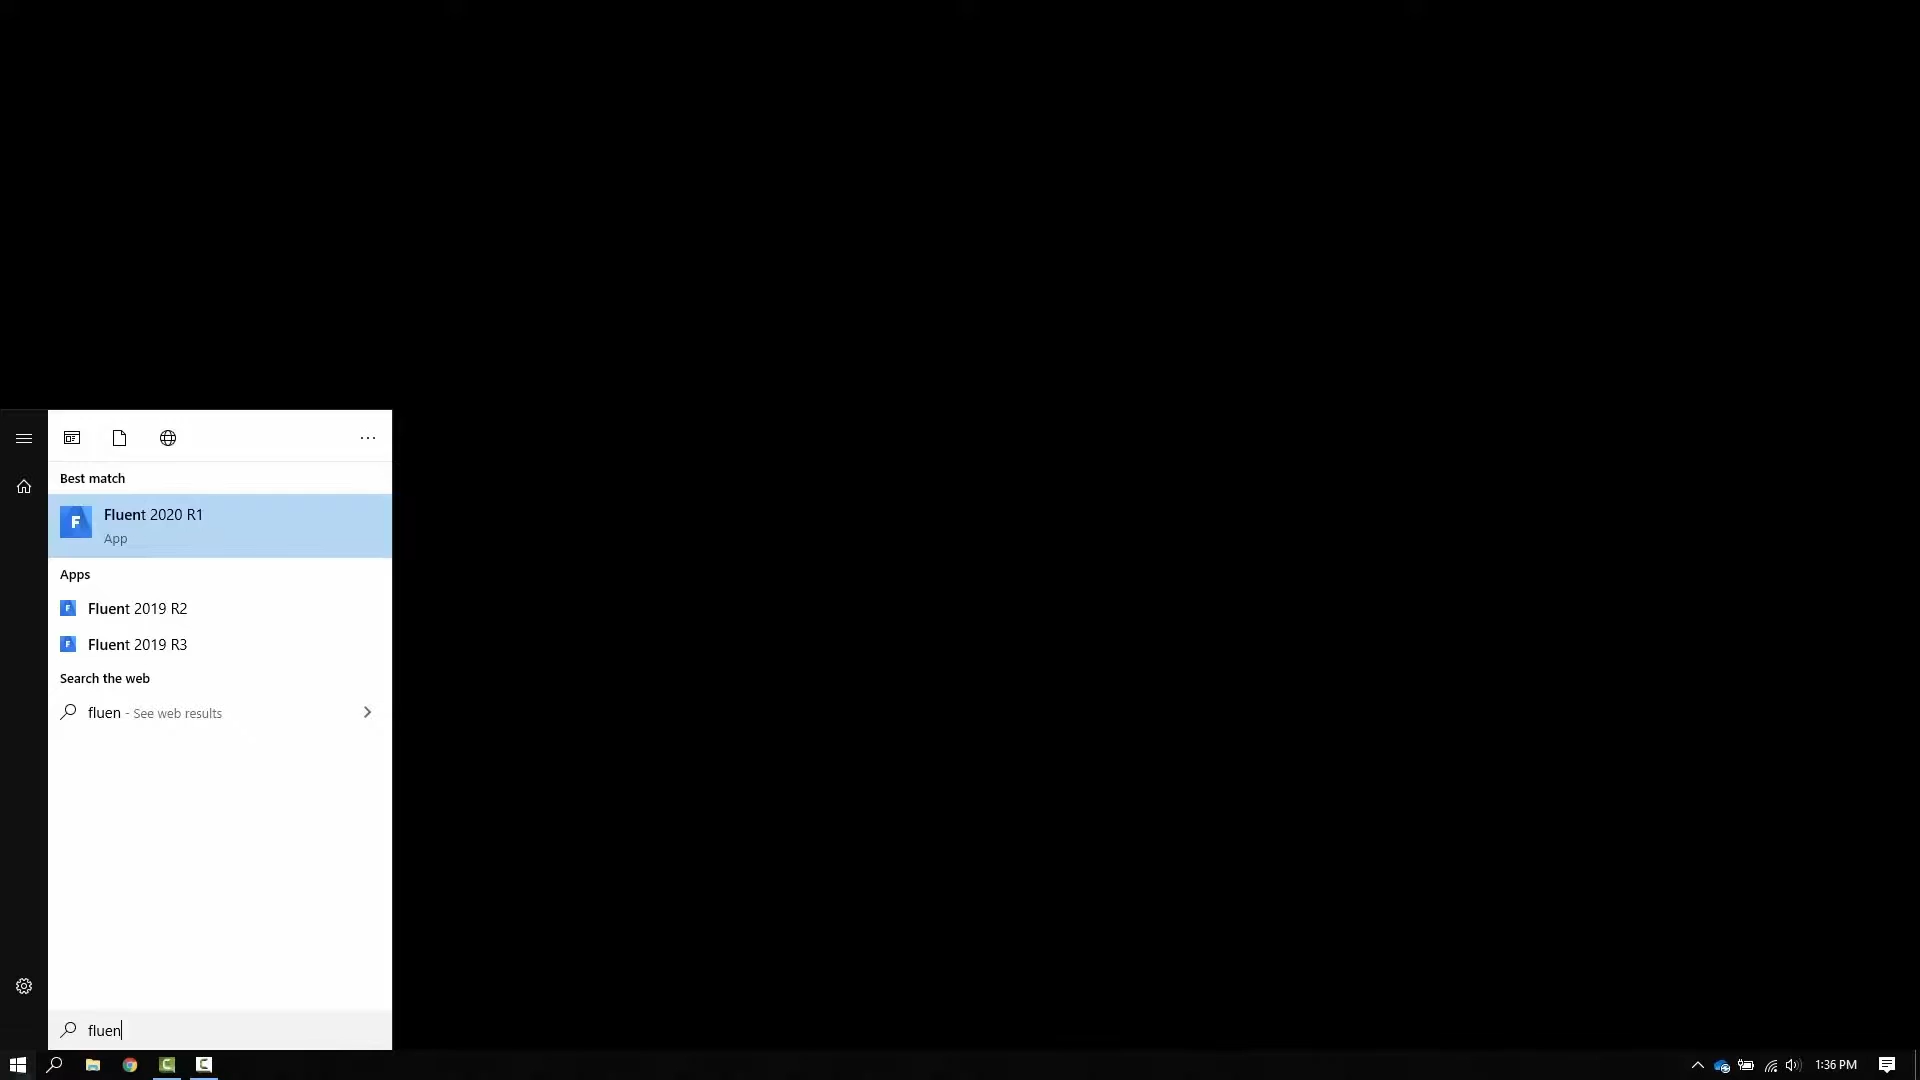 Best match
F
Fluent 2020 R1
App
Apps
F Fluent 2019 R2
F Fluent 2019 R3
Search the web
fluen - See web results
fluen
1:36 PM